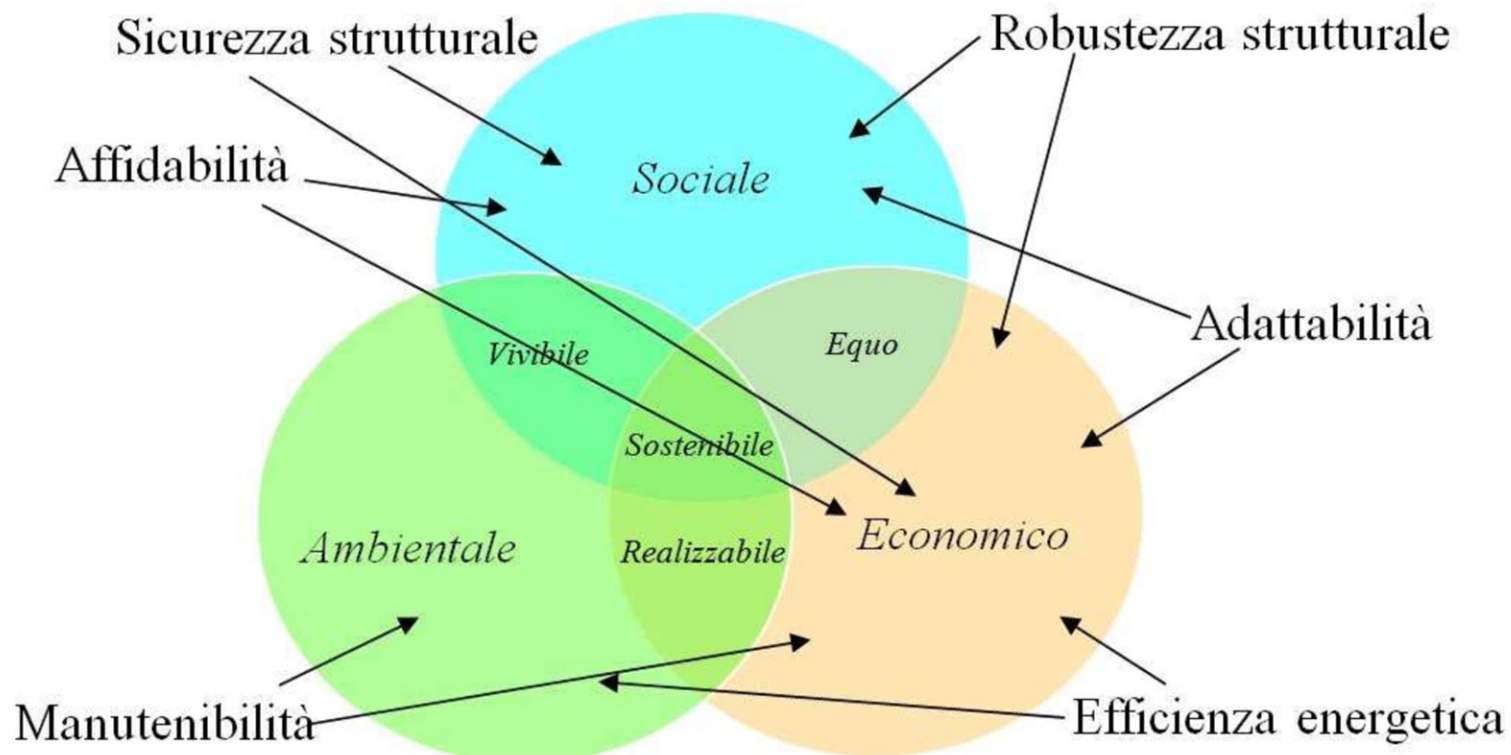 Sicurezza strutturale
Robustezza strutturale
Affidabilità
Sociale
Adattabilità
Vivibile
Equo
Sostenibile
Ambientale
Realizzabile
Economico
Manutenibilità
Efficienza energetica